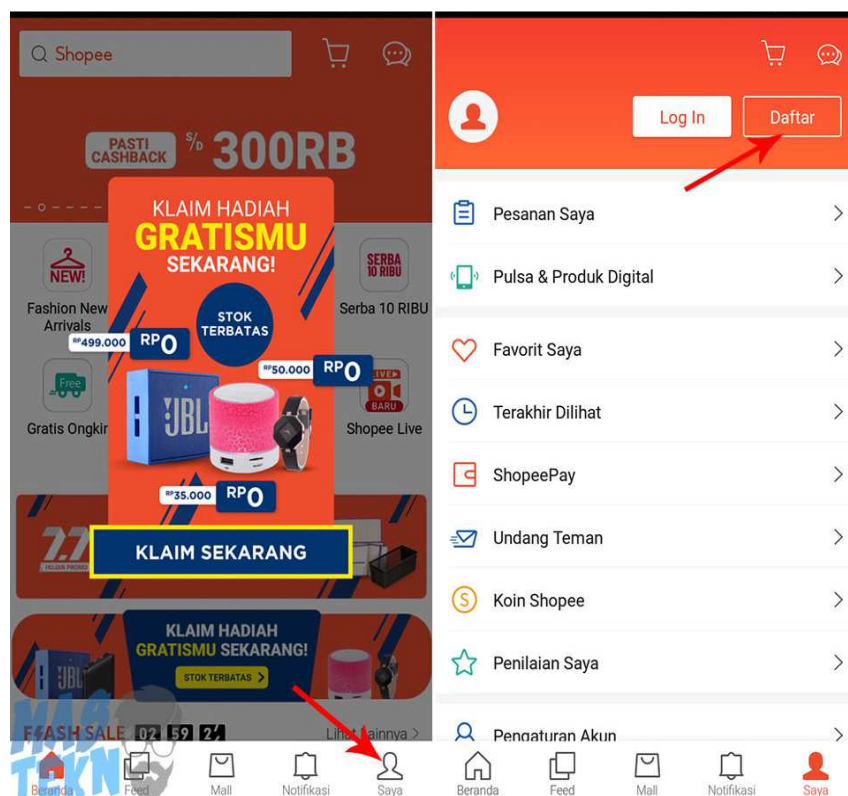 Shopee
PASTI
CASHBACK
S/D 300RB
KLAIM HADIAH
GRATISMU
SEKARANG!
NEW!
SERBA
10 RIBU
Fashion New
Arrivals
Serba 10 RIBU
STOK
TERBATAS
RP499.000 RP0
RP50.000 RP0
Free
LIVE
BARU
JBL
Gratis Ongkir
Shopee Live
RP35.000 RP0
7.7
KLAIM SEKARANG
KLAIM HADIAH
GRATISMU SEKARANG!
STOK TERBATAS >
JBL
FLASH SALE 02 59
Lihat Lainnya >
MAS
TEKN
Beranda
Feed
Mall
Notifikasi
Saya
Log In
Daftar
Pesanan Saya
Pulsa & Produk Digital
Favorit Saya
Terakhir Dilihat
ShopeePay
Undang Teman
Koin Shopee
Penilaian Saya
Pengaturan Akun
Beranda
Feed
Mall
Notifikasi
Saya